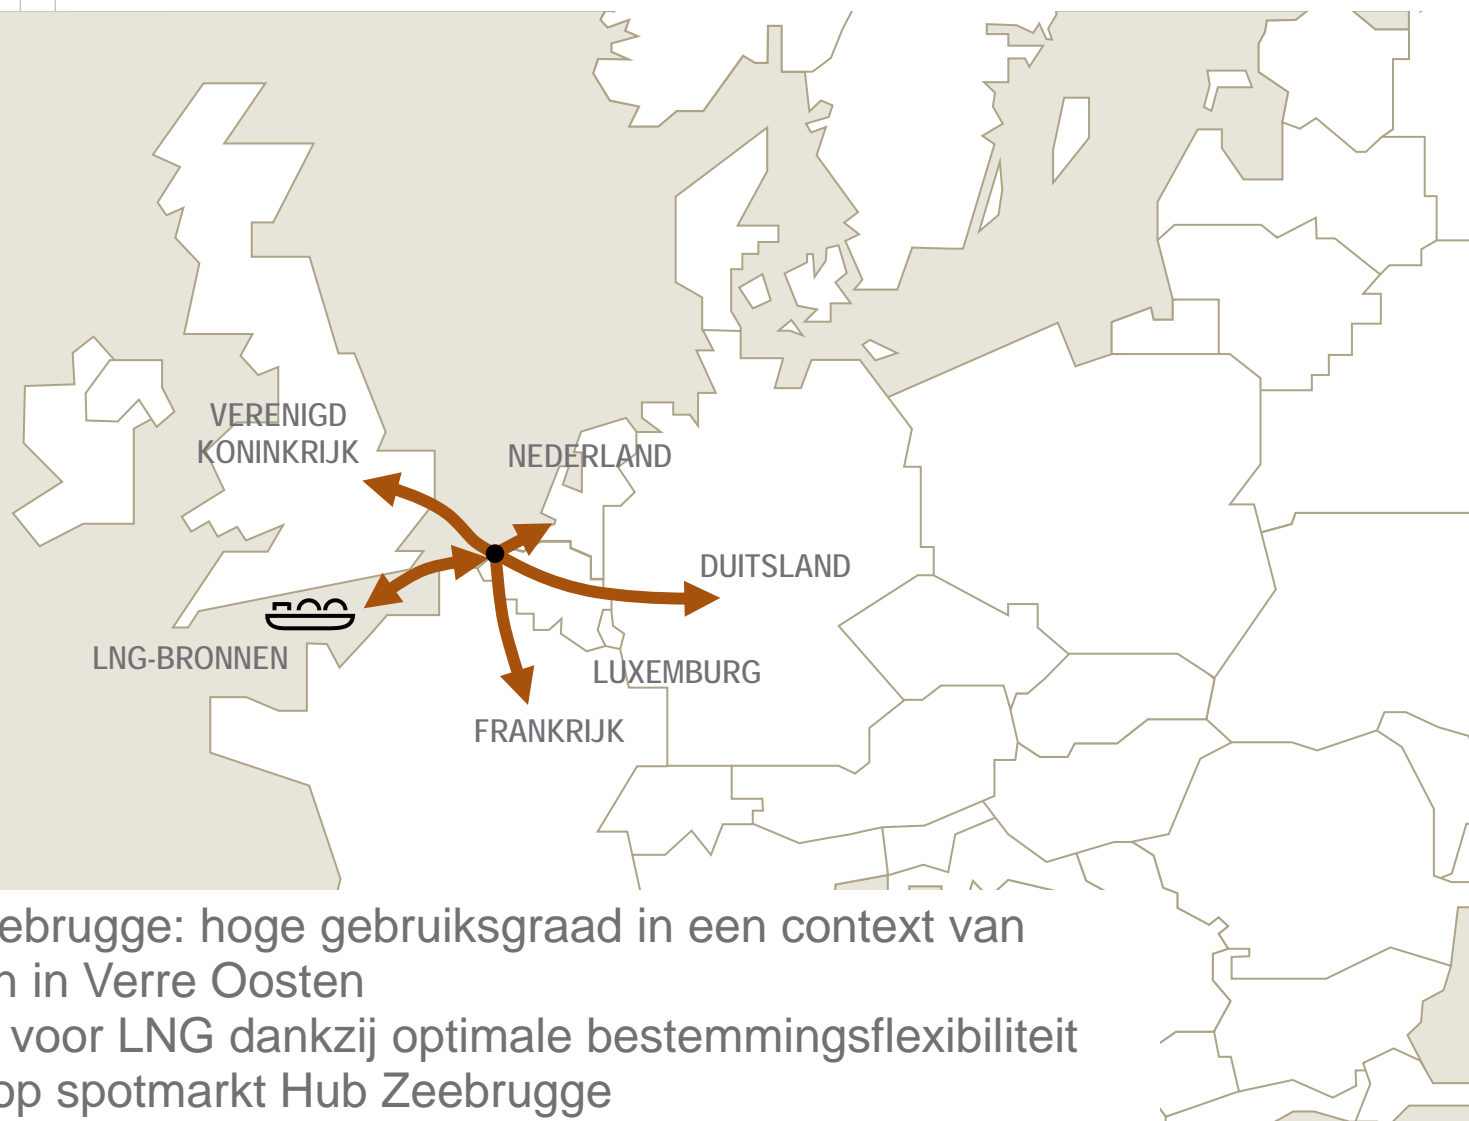 VERENIGD
KONINKRIJK
NEDERLAND
DUITSLAND
LNG-BRONNEN
LUXEMBURG
FRANKRIJK
ebrugge: hoge gebruiksgraad in een context van
n in Verre Oosten
voor LNG dankzij optimale bestemmingsflexibiliteit
op spotmarkt Hub Zeebrugge